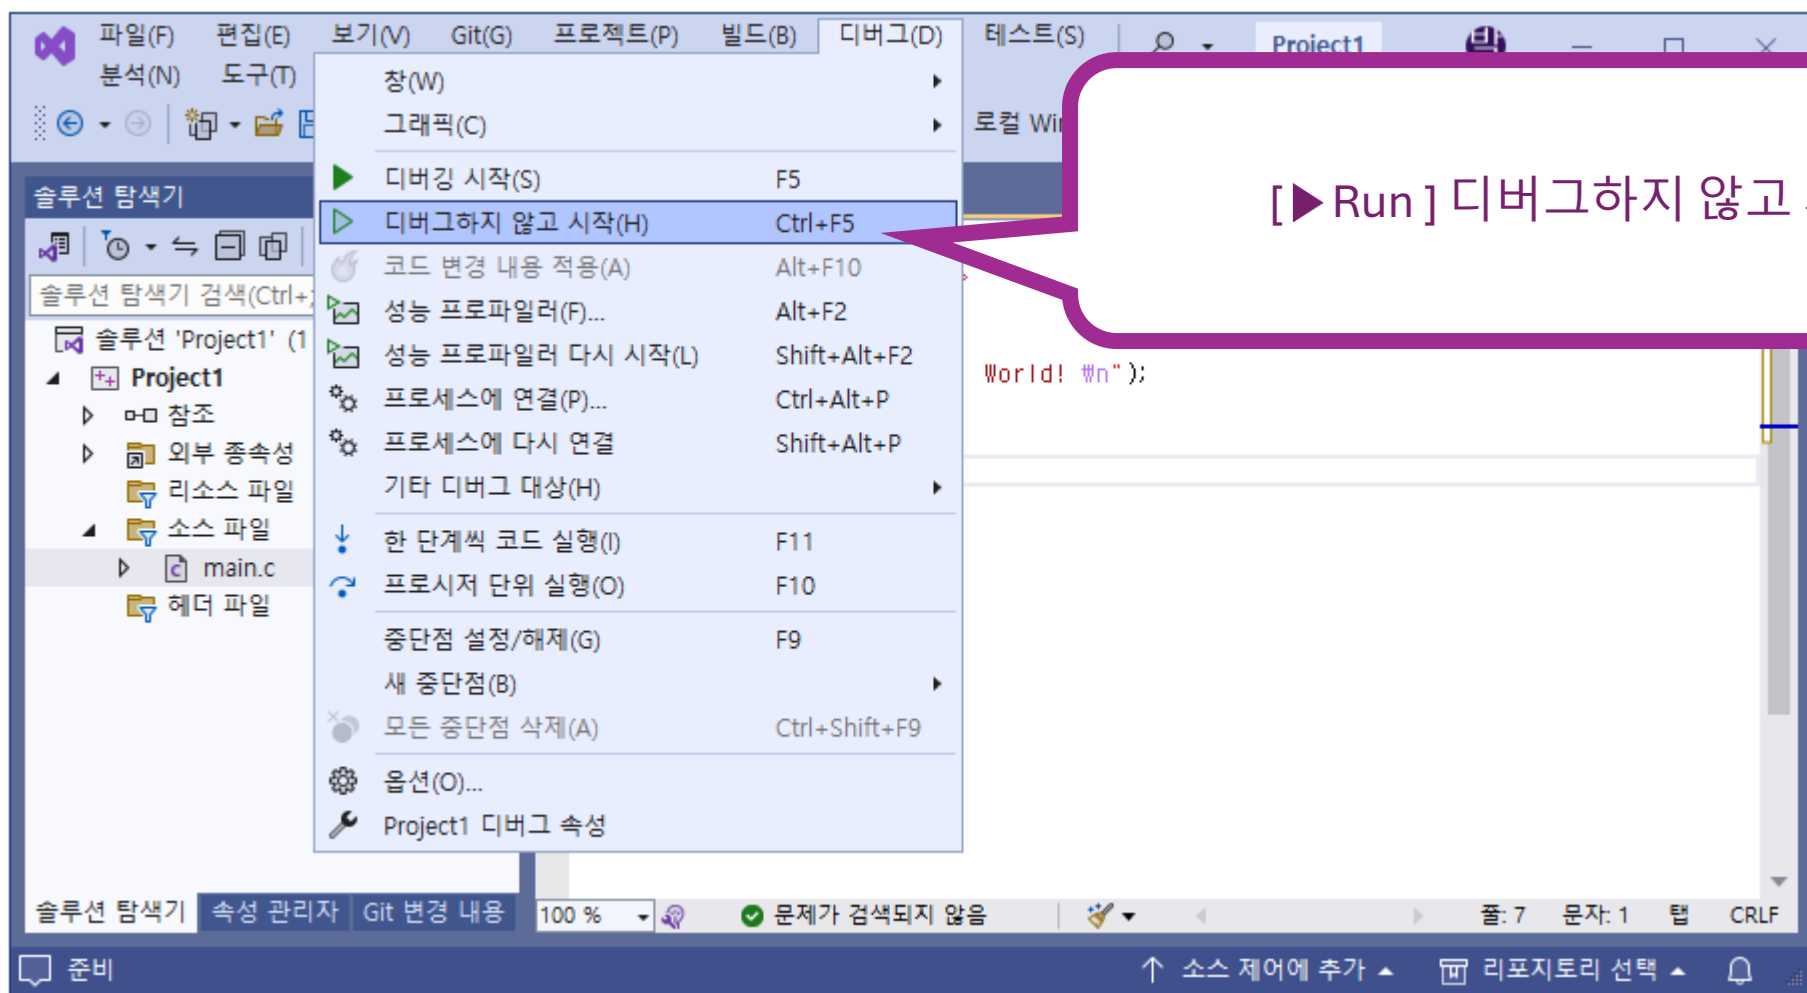 파일(F) 편집(E) 보기(V) Git(G) 프로젝트(P) 빌드(B) 디버그(D) 테스트(S) Project1
분석(N) 도구(T)
로컬
창(W)
그래픽(C)
디버깅 시작(S) F5
디버그하지 않고 시작(H) Ctrl+F5
코드 변경 내용 적용(A) Alt+F10
성능 프로파일러(F)... Alt+F2
성능 프로파일러 다시 시작(L) Shift+Alt+F2
프로세스에 연결(P)... Ctrl+Alt+P
프로세스에 다시 연결 Shift+Alt+P
기타 디버그 대상(H)
한 단계씩 코드 실행(I) F11
프로시저 단위 실행(O) F10
중단점 설정/해제(G) F9
새 중단점(B)
모든 중단점 삭제(A) Ctrl+Shift+F9
옵션(O)...
Project1 디버그 속성
[▶Run ] 디버그하지 않고
World! ₩n");
솔루션 탐색기
솔루션 탐색기 검색(Ctrl+;
솔루션 'Project1' (1
Project1
참조
외부 종속성
리소스 파일
소스 파일
main.c
헤더 파일
솔루션 탐색기 속성 관리자 Git 변경 내용
100 % 문제가 검색되지 않음 줄: 7 문자: 1 탭 CRLF
준비 소스 제어에 추가 리포지토리 선택